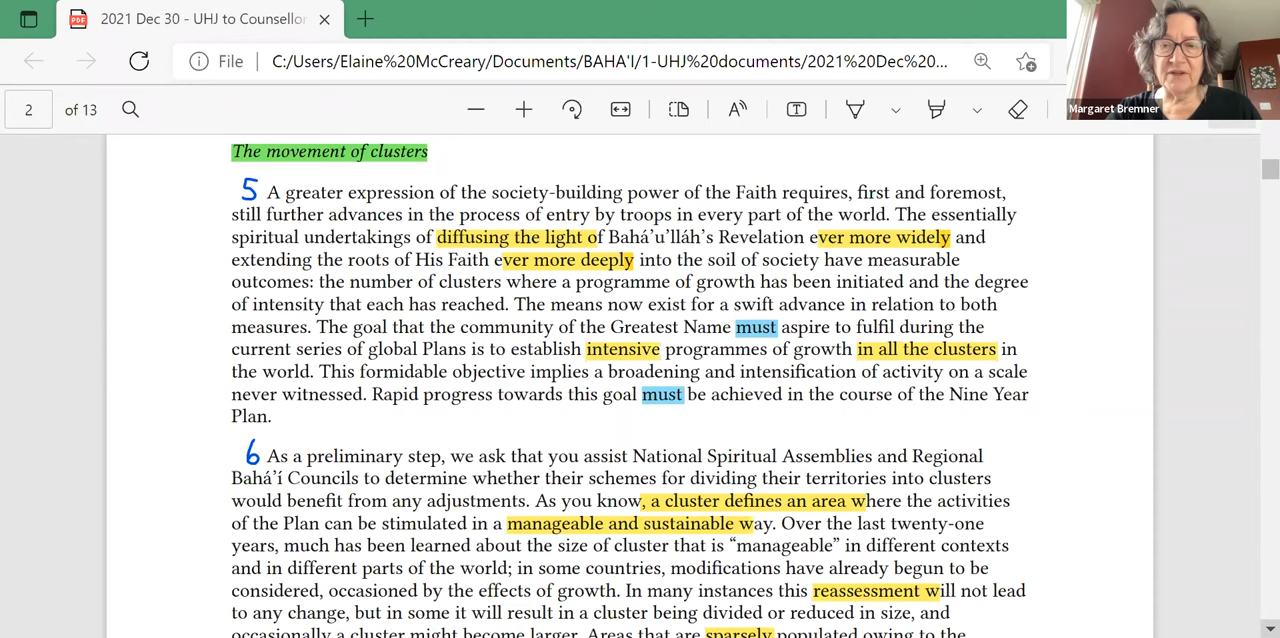 2021 Dec 30 - UHJ to Counsellor
File
C:/Users/Elaine%20McCreary/Documents/BAHA'I/1-UHJ%20documents/2021%20Dec%20...
2 of 13
Margaret Bremner
The movement of clusters
5 A greater expression of the society-building power of the Faith requires, first and foremost,
still further advances in the process of entry by troops in every part of the world. The essentially
spiritual undertakings of diffusing the light of Bahá’u’lláh’s Revelation ever more widely and
extending the roots of His Faith ever more deeply into the soil of society have measurable
outcomes: the number of clusters where a programme of growth has been initiated and the degree
of intensity that each has reached. The means now exist for a swift advance in relation to both
measures. The goal that the community of the Greatest Name must aspire to fulfil during the
current series of global Plans is to establish intensive programmes of growth in all the clusters in
the world. This formidable objective implies a broadening and intensification of activity on a scale
never witnessed. Rapid progress towards this goal must be achieved in the course of the Nine Year
Plan.
6 As a preliminary step, we ask that you assist National Spiritual Assemblies and Regional
Bahá’í Councils to determine whether their schemes for dividing their territories into clusters
would benefit from any adjustments. As you know, a cluster defines an area where the activities
of the Plan can be stimulated in a manageable and sustainable way. Over the last twenty-one
years, much has been learned about the size of cluster that is “manageable” in different contexts
and in different parts of the world; in some countries, modifications have already begun to be
considered, occasioned by the effects of growth. In many instances this reassessment will not lead
to any change, but in some it will result in a cluster being divided or reduced in size, and
occasionally a cluster might become larger. Areas that are sparsely populated owing to the